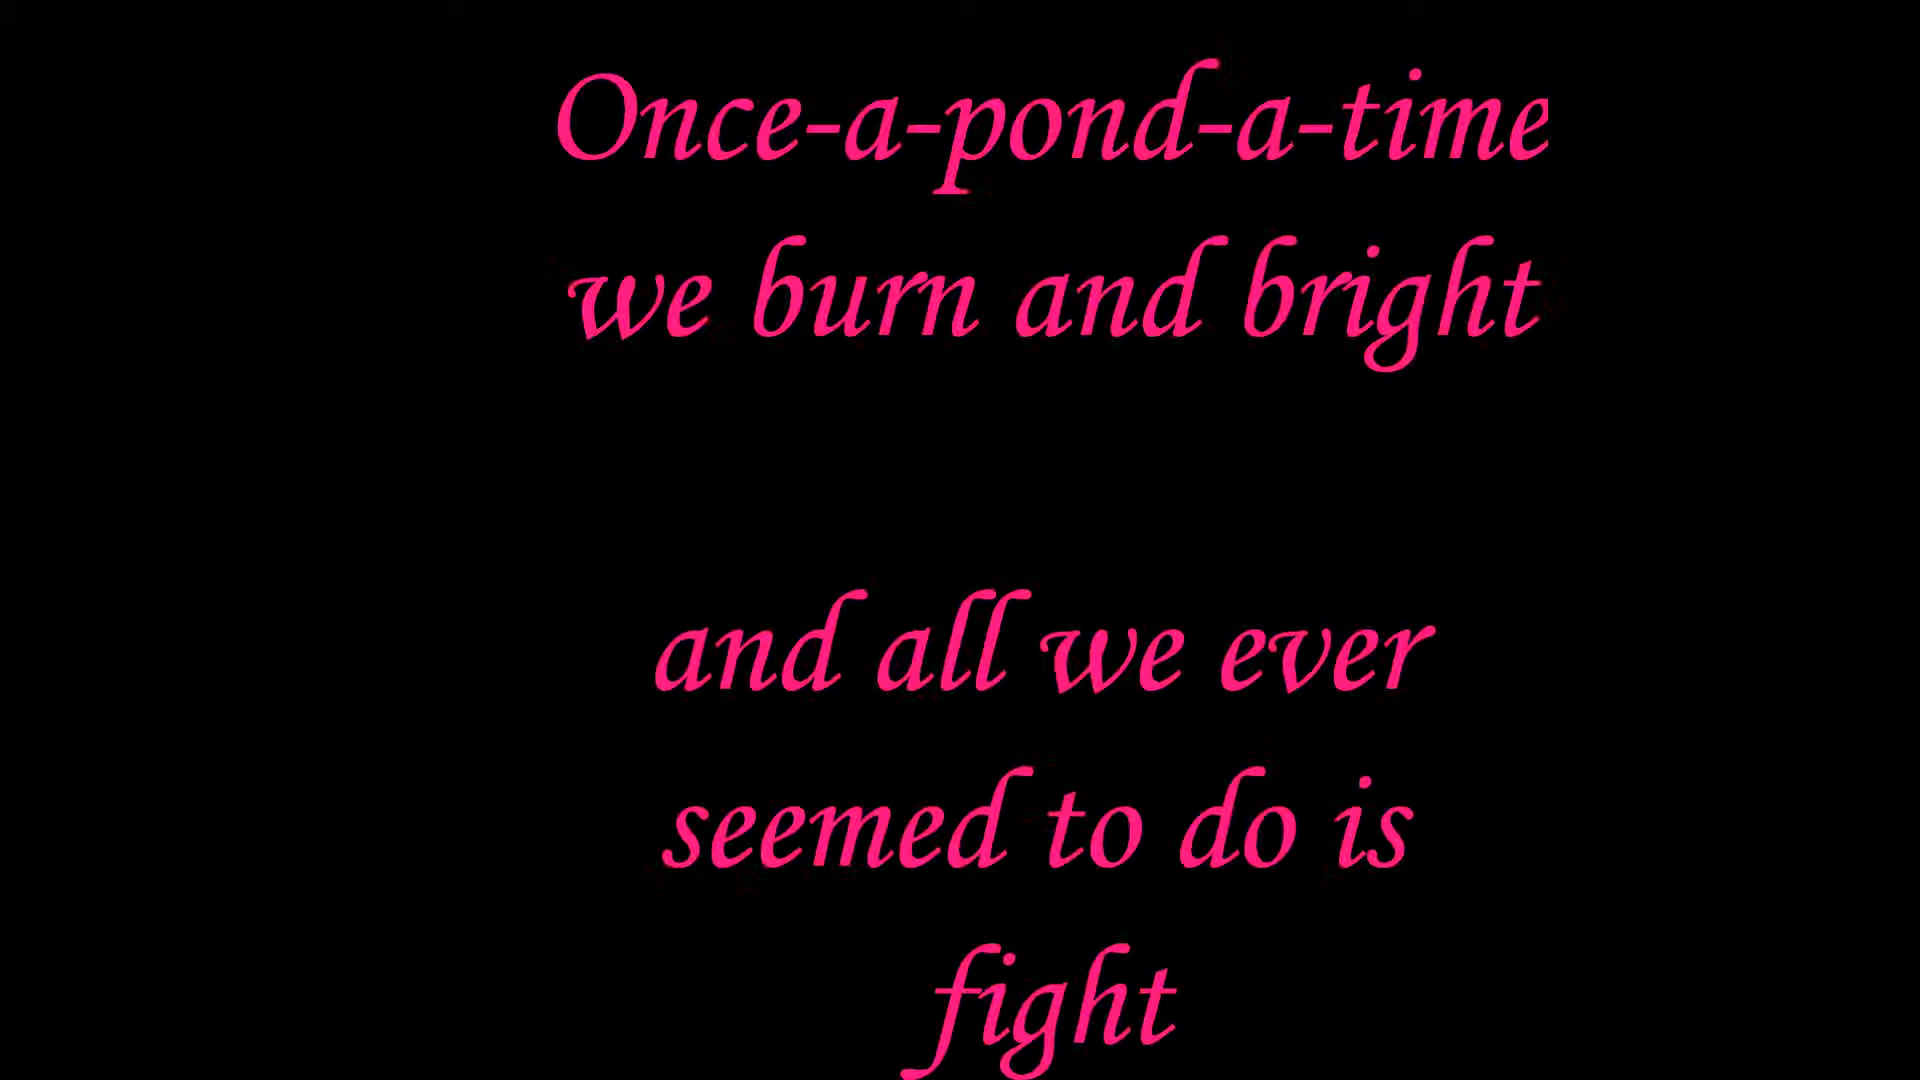 Once-a-pond-a-time
we burn and bright
and all we ever
seemed to do is
fight